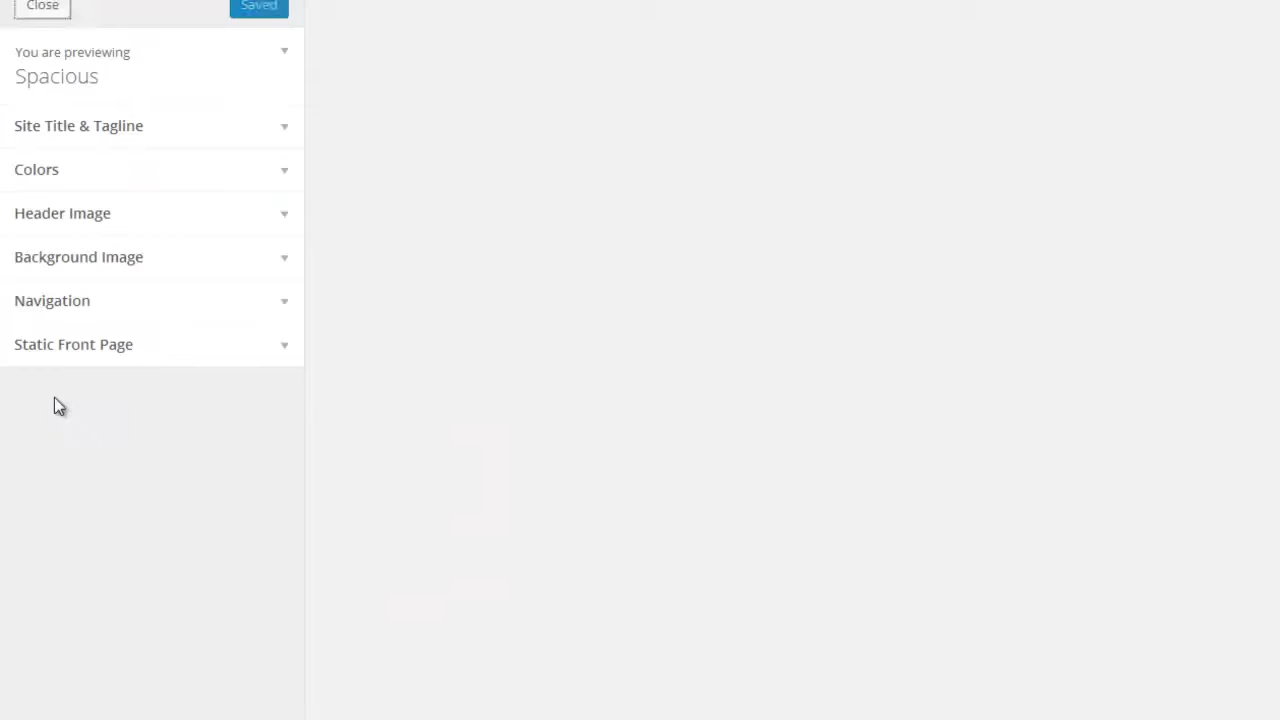 Close
Saved
You are previewing
Spacious
Site Title & Tagline
Colors
Header Image
Background Image
Navigation
Static Front Page